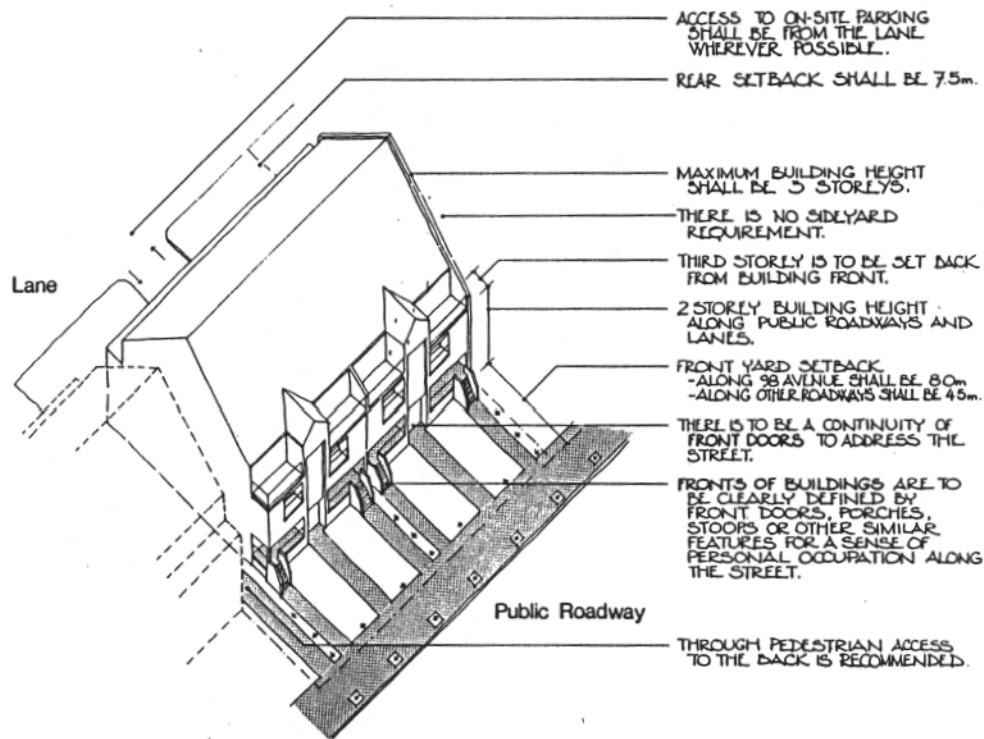 ACCESS TO ON-SITE PARKING
SHALL BE FROM THE LANE
WHEREVER POSSIBLE.
REAR SETBACK SHALL BE 7.5m.
MAXIMUM BUILDING HEIGHT
SHALL BE 3 STOREYS.
THERE IS NO SIDEYARD
REQUIREMENT.
Lane
THIRD STOREY IS TO BE SET BACK
FROM BUILDING FRONT.
2 STOREY BUILDING HEIGHT
ALONG PUBLIC ROADWAYS AND
LANES.
FRONT YARD SETBACK
-ALONG 98 AVENUE SHALL BE 8.0m
-ALONG OTHER ROADWAYS SHALL BE 4.5m.
THERE IS TO BE A CONTINUITY OF
FRONT DOORS TO ADDRESS THE
STREET.
FRONTS OF BUILDINGS ARE TO
BE CLEARLY DEFINED BY
FRONT DOORS, PORCHES,
STOOPS OR OTHER SIMILAR
FEATURES FOR A SENSE OF
PERSONAL OCCUPATION ALONG
THE STREET.
Public Roadway
THROUGH PEDESTRIAN ACCESS
TO THE BACK IS RECOMMENDED.